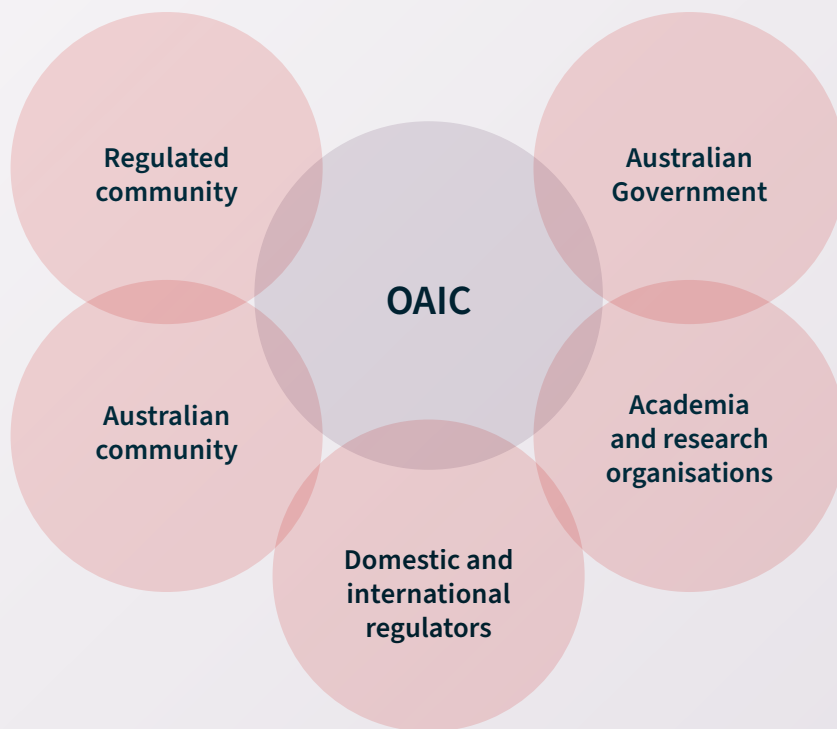 Regulated
community
Australian
Government
OAIC
Australian
community
Academia
and research
organisations
Domestic and
international
regulators